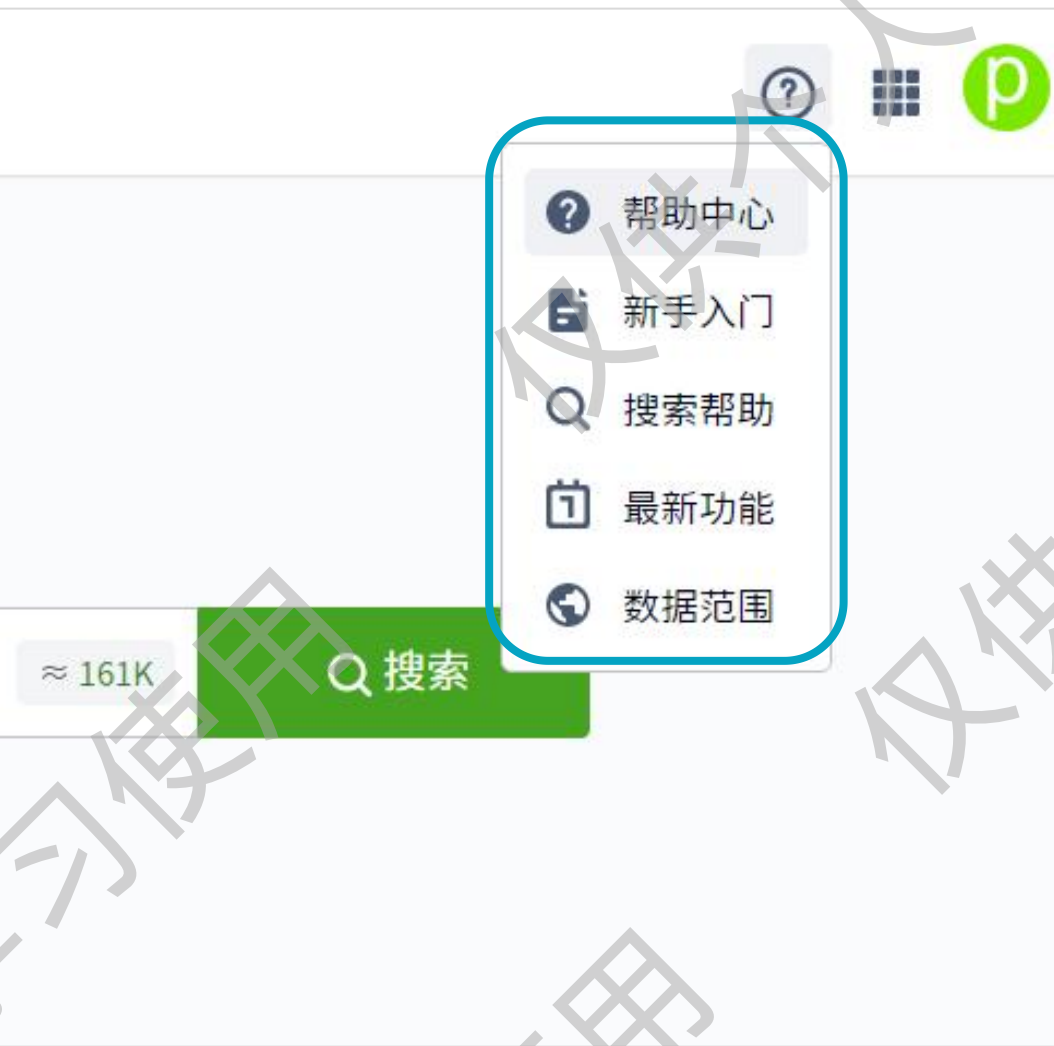 p
帮助中心
新手入门
搜索帮助
最新功能
数据范围
≈ 161K
搜索
仅供个人
仅供
学习使用
使用